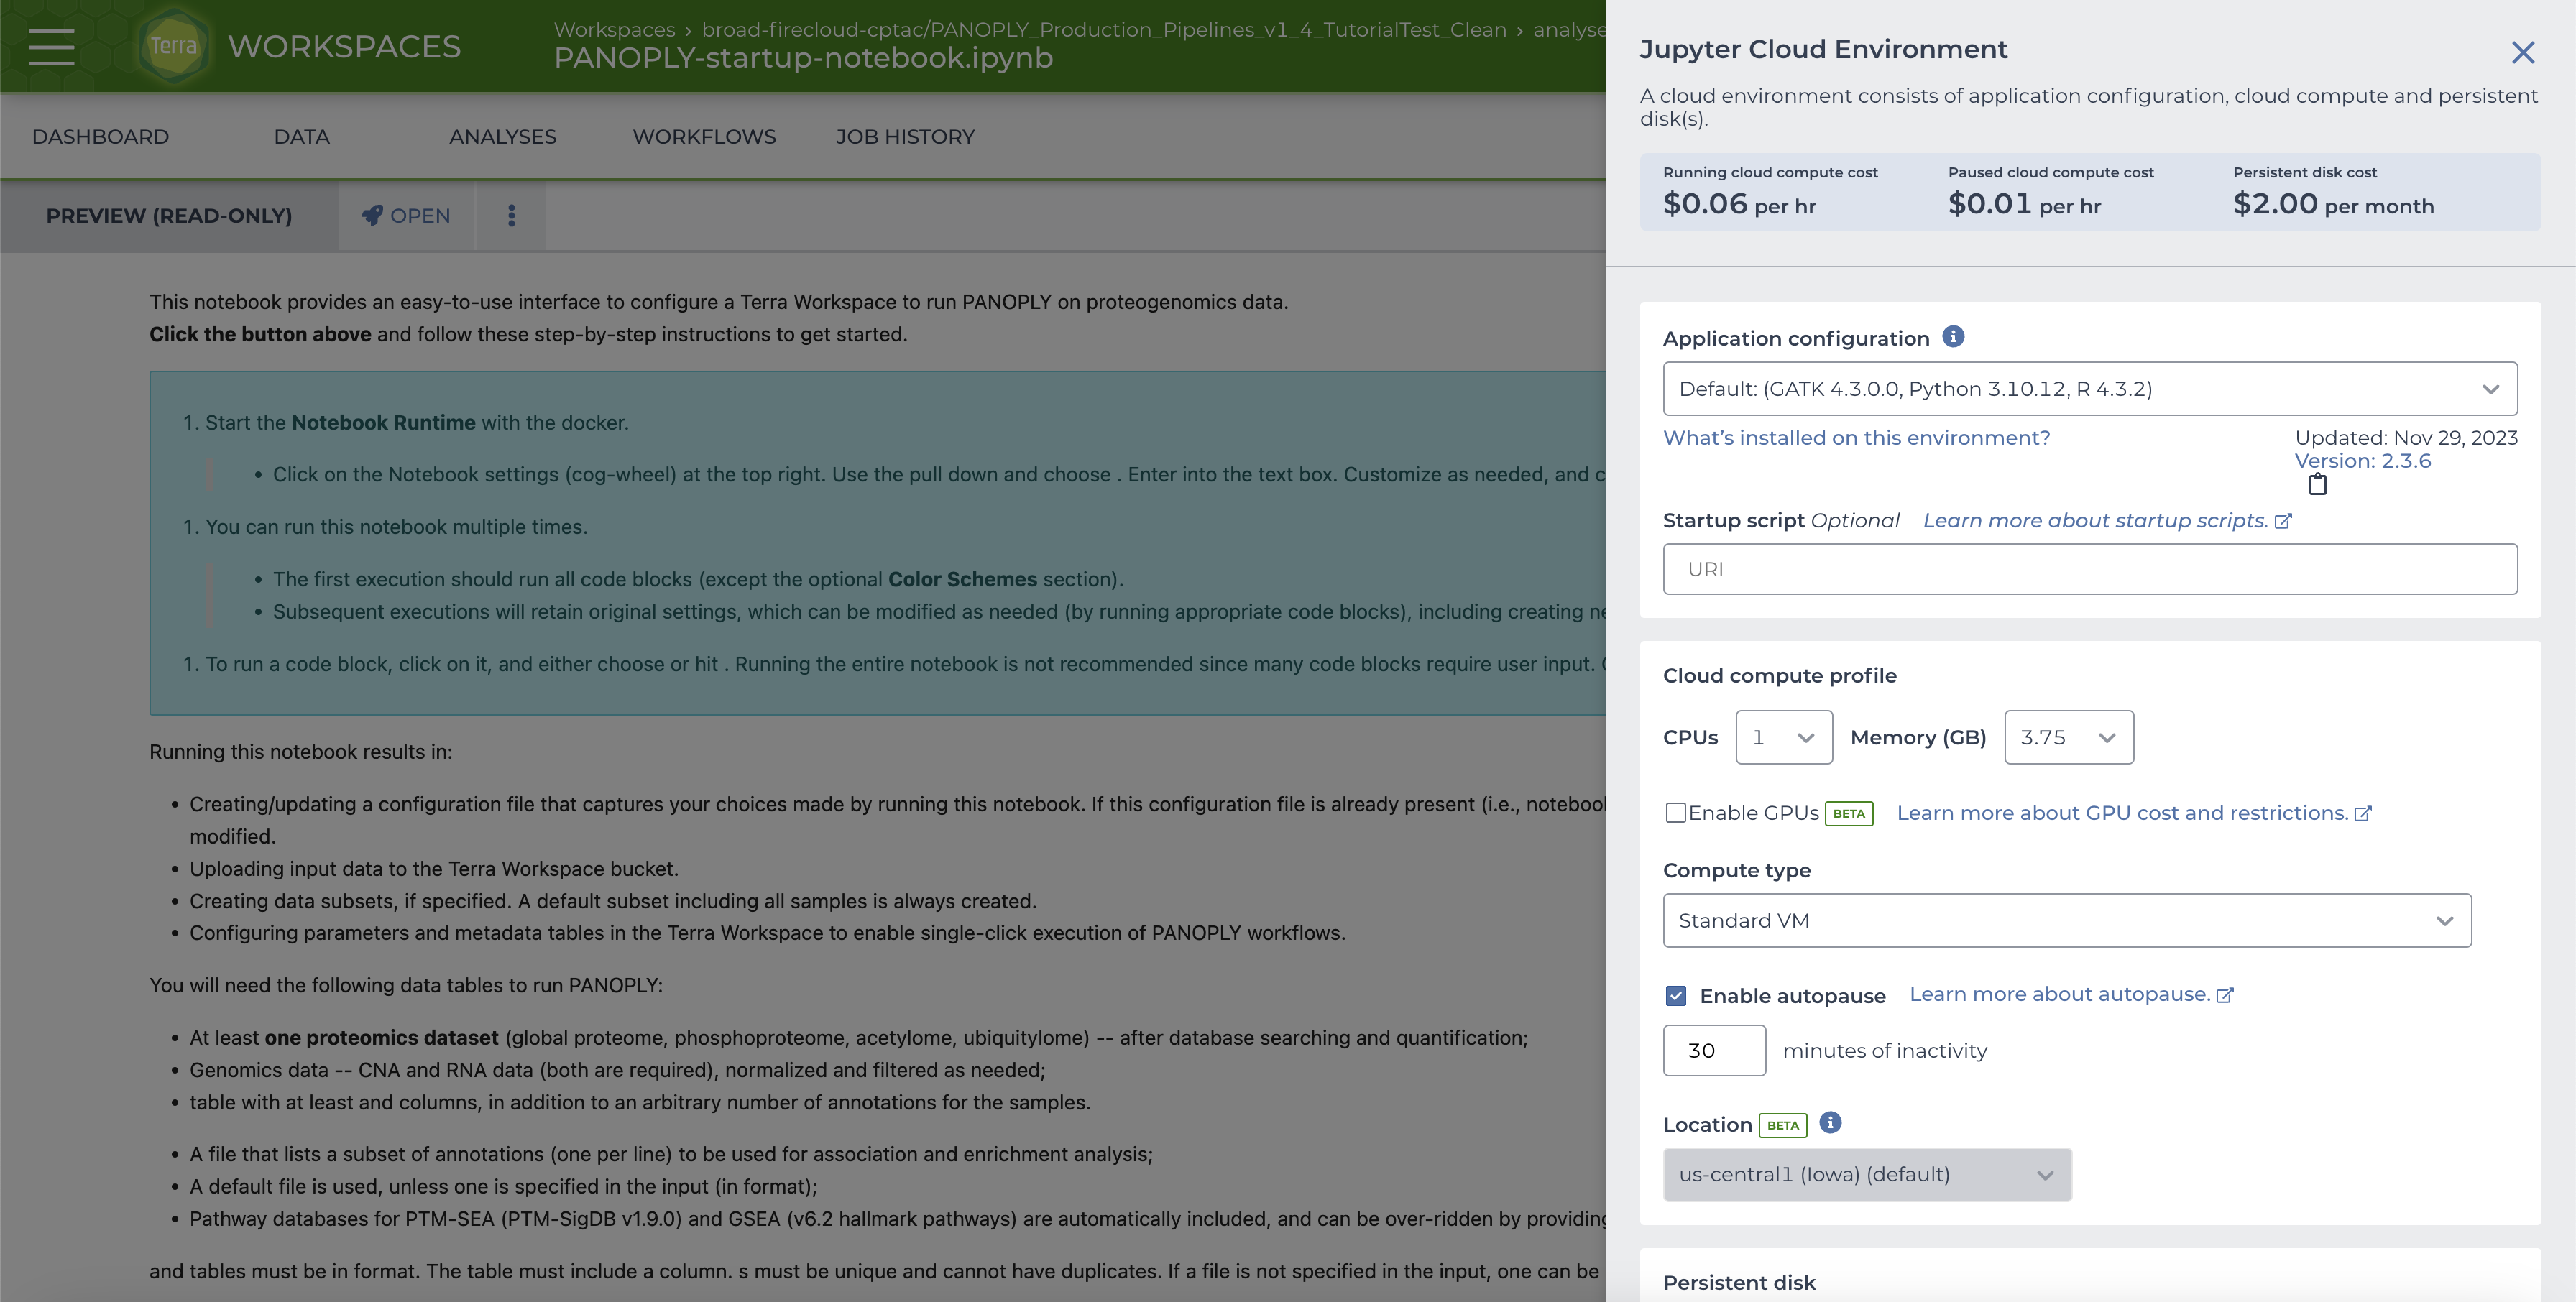 Terra
WORKSPACES
Workspaces › broad-firecloud-cptac/PANOPLY_Production_Pipelines_v1_4_TutorialTest_Clean › analyse
PANOPLY-startup-notebook.ipynb
DASHBOARD
DATA
ANALYSES
WORKFLOWS
JOB HISTORY
PREVIEW (READ-ONLY)
OPEN
This notebook provides an easy-to-use interface to configure a Terra Workspace to run PANOPLY on proteogenomics data.
Click the button above and follow these step-by-step instructions to get started.
1. Start the Notebook Runtime with the docker.
• Click on the Notebook settings (cog-wheel) at the top right. Use the pull down and choose . Enter into the text box. Customize as needed, and c
1. You can run this notebook multiple times.
• The first execution should run all code blocks (except the optional Color Schemes section).
• Subsequent executions will retain original settings, which can be modified as needed (by running appropriate code blocks), including creating ne
1. To run a code block, click on it, and either choose or hit . Running the entire notebook is not recommended since many code blocks require user input.
Running this notebook results in:
• Creating/updating a configuration file that captures your choices made by running this notebook. If this configuration file is already present (i.e., notebool
modified.
• Uploading input data to the Terra Workspace bucket.
• Creating data subsets, if specified. A default subset including all samples is always created.
• Configuring parameters and metadata tables in the Terra Workspace to enable single-click execution of PANOPLY workflows.
You will need the following data tables to run PANOPLY:
• At least one proteomics dataset (global proteome, phosphoproteome, acetylome, ubiquitylome) -- after database searching and quantification;
• Genomics data -- CNA and RNA data (both are required), normalized and filtered as needed;
• table with at least and columns, in addition to an arbitrary number of annotations for the samples.
• A file that lists a subset of annotations (one per line) to be used for association and enrichment analysis;
• A default file is used, unless one is specified in the input (in format);
• Pathway databases for PTM-SEA (PTM-SigDB v1.9.0) and GSEA (v6.2 hallmark pathways) are automatically included, and can be over-ridden by providing
and tables must be in format. The table must include a column. s must be unique and cannot have duplicates. If a file is not specified in the input, one can be
Jupyter Cloud Environment
A cloud environment consists of application configuration, cloud compute and persistent
disk(s).
Running cloud compute cost
$0.06 per hr
Paused cloud compute cost
$0.01 per hr
Persistent disk cost
$2.00 per month
Application configuration
Default: (GATK 4.3.0.0, Python 3.10.12, R 4.3.2)
What's installed on this environment?
Updated: Nov 29, 2023
Version: 2.3.6
Startup script Optional Learn more about startup scripts.
URI
Cloud compute profile
CPUs 1 Memory (GB) 3.75
Enable GPUs BETA Learn more about GPU cost and restrictions.
Compute type
Standard VM
Enable autopause Learn more about autopause.
30 minutes of inactivity
Location BETA
us-central1 (Iowa) (default)
Persistent disk